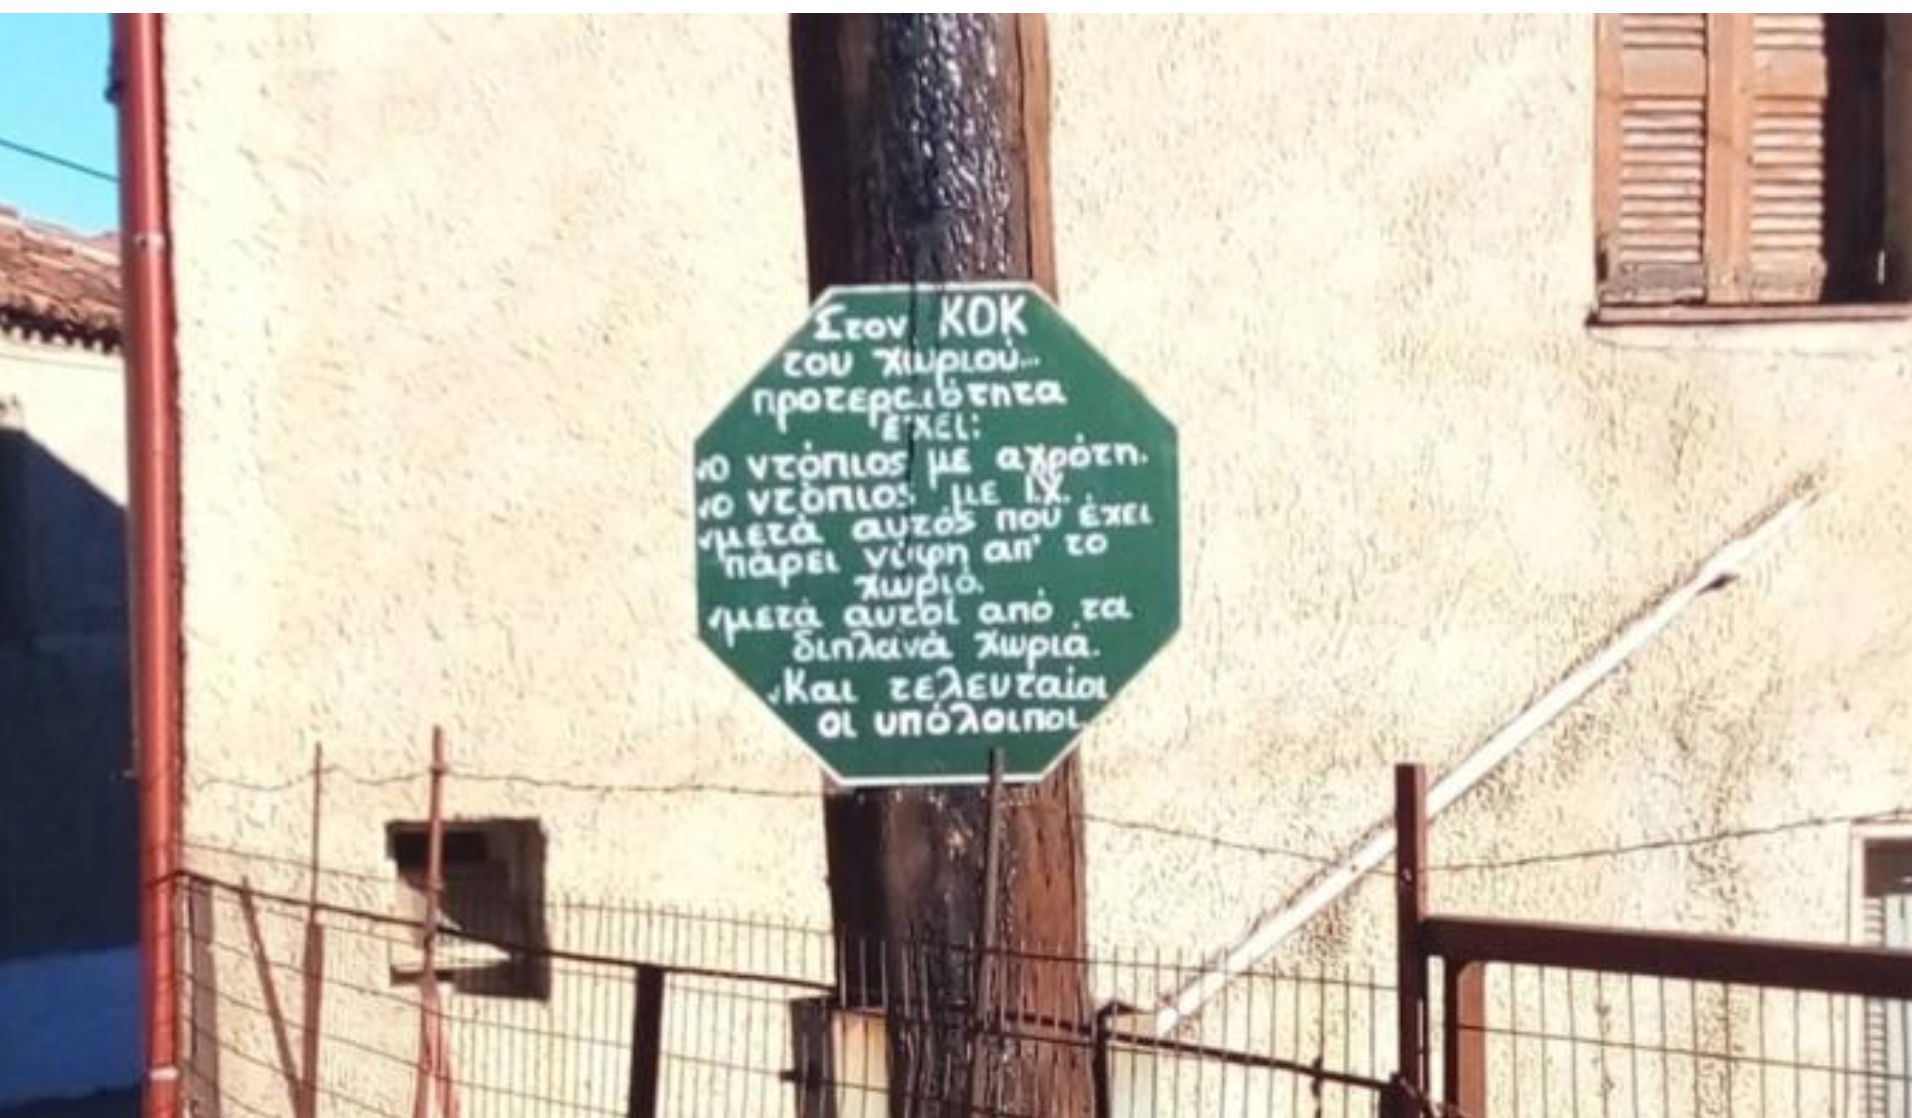 Στον ΚΟΚ
του χωριού...
προτεραιότητα
έχει:
✓Ο ντόπιος με αγρότη.
✓Ο ντόπιος με Ι.Χ.
✓μετά αυτός που έχει
πάρει νύφη απ' το
χωριό.
✓μετά αυτοί από τα
διπλανά χωριά.
✓Και τελευταίοι
οι υπόλοιποι